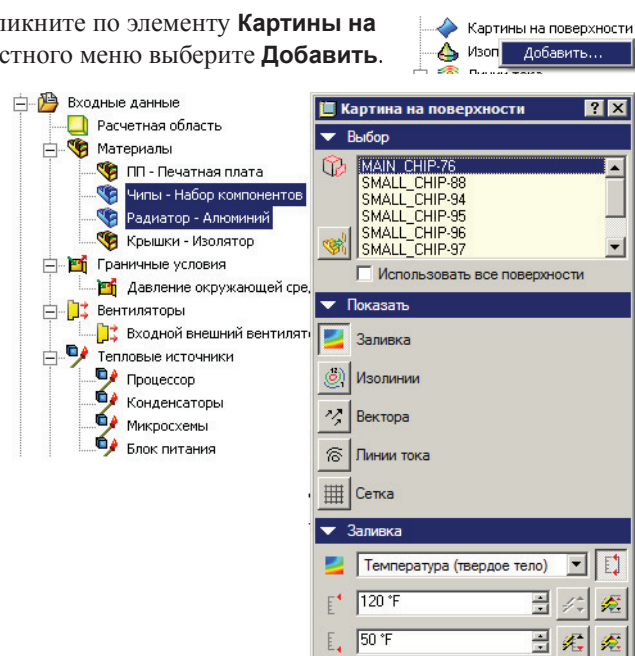 ликните по элементу Картины на
стного меню выберите Добавить.
Картины на поверхности
Изоп
Добавить...
Линии тока
Входные данные
Расчетная область
Материалы
ПП - Печатная плата
Чипы - Набор компонентов
Радиатор - Алюминий
Крышки - Изолятор
Граничные условия
Давление окружающей сре,
Вентиляторы
Входной внешний вентилят
Тепловые источники
Процессор
Конденсаторы
Микросхемы
Блок питания
Картина на поверхности
Выбор
MAIN_CHIP-76
SMALL_CHIP-88
SMALL_CHIP-94
SMALL_CHIP-95
SMALL_CHIP-96
SMALL_CHIP-97
Использовать все поверхности
Показать
Заливка
Изолинии
Вектора
Линии тока
Сетка
Заливка
Температура (твердое тело)
120 °F
50 °F